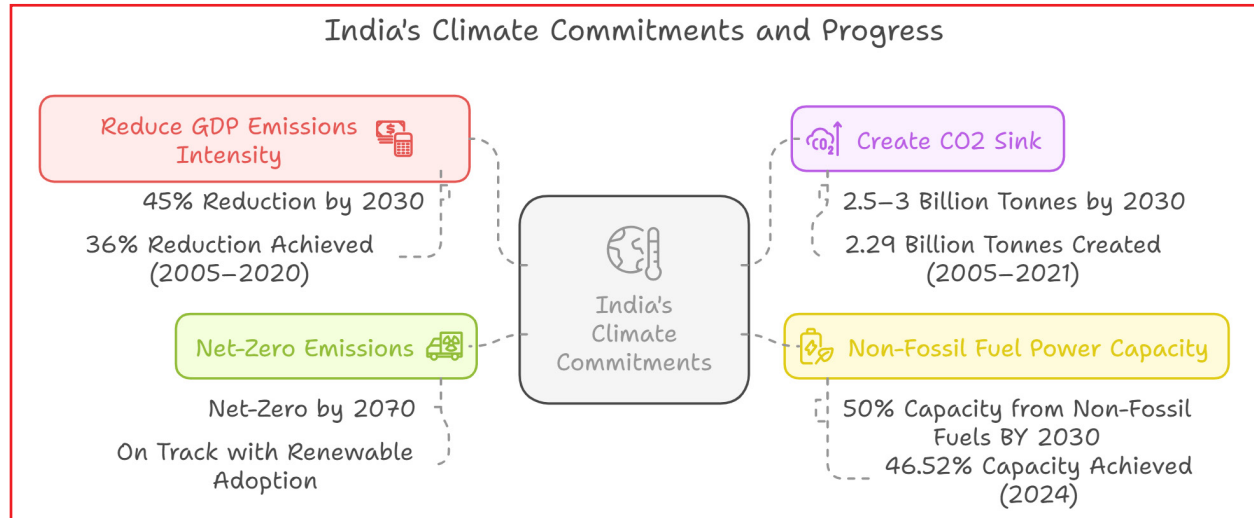 India's Climate Commitments and Progress
Reduce GDP Emissions
Intensity
45% Reduction by 2030
36% Reduction Achieved
(2005–2020)
Net-Zero Emissions
Net-Zero by 2070
On Track with Renewable
Adoption
India's
Climate
Commitments
CO2
Create CO2 Sink
2.5–3 Billion Tonnes by 2030
2.29 Billion Tonnes Created
(2005–2021)
Non-Fossil Fuel Power Capacity
50% Capacity from Non-Fossil
Fuels BY 2030
46.52% Capacity Achieved
(2024)